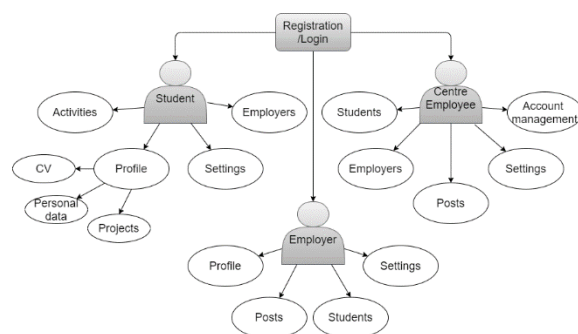 Registration
/Login
Student
Centre
Employee
Activities
Employers
Students
Account
management
CV
Profile
Settings
Employers
Settings
Personal
data
Projects
Posts
Employer
Profile
Settings
Posts
Students